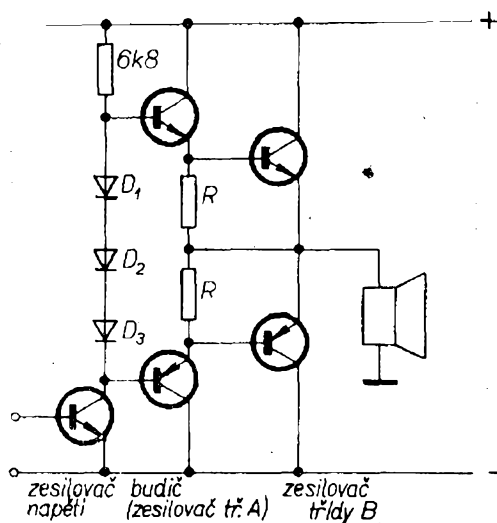 +
6k8
D1
R
D2
R
D3
zesilovač napětí
budič (zesilovač tř. A)
zesilovač třídy B
-